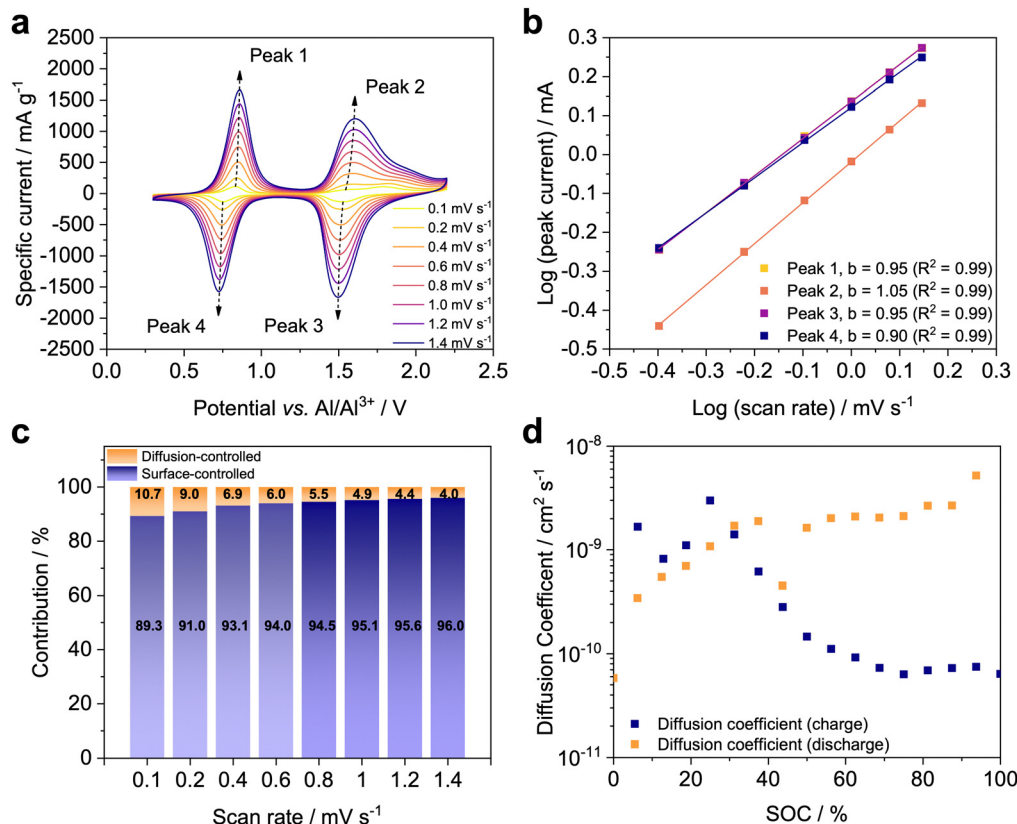 a
2500
2000
1500
1000
500
0
-500
-1000
-1500
-2000
-2500
Specific current / mA g⁻¹
Peak 1
Peak 2
Peak 4
Peak 3
0.1 mV s⁻¹
0.2 mV s⁻¹
0.4 mV s⁻¹
0.6 mV s⁻¹
0.8 mV s⁻¹
1.0 mV s⁻¹
1.2 mV s⁻¹
1.4 mV s⁻¹
0.0 0.5 1.0 1.5 2.0 2.5
Potential vs. Al/Al³⁺ / V
b
0.3
0.2
0.1
0.0
-0.1
-0.2
-0.3
-0.4
-0.5
Log (peak current) / mA
Peak 1, b = 0.95 (R² = 0.99)
Peak 2, b = 1.05 (R² = 0.99)
Peak 3, b = 0.95 (R² = 0.99)
Peak 4, b = 0.90 (R² = 0.99)
-0.5 -0.4 -0.3 -0.2 -0.1 0.0 0.1 0.2 0.3
Log (scan rate) / mV s⁻¹
c
Diffusion-controlled
Surface-controlled
100
80
60
40
20
0
Contribution / %
10.7 9.0 6.9 6.0 5.5 4.9 4.4 4.0
89.3 91.0 93.1 94.0 94.5 95.1 95.6 96.0
0.1 0.2 0.4 0.6 0.8 1 1.2 1.4
Scan rate / mV s⁻¹
d
10⁻⁸
10⁻⁹
10⁻¹⁰
10⁻¹¹
Diffusion Coefficent / cm² s⁻¹
Diffusion coefficient (charge)
Diffusion coefficient (discharge)
0 20 40 60 80 100
SOC / %